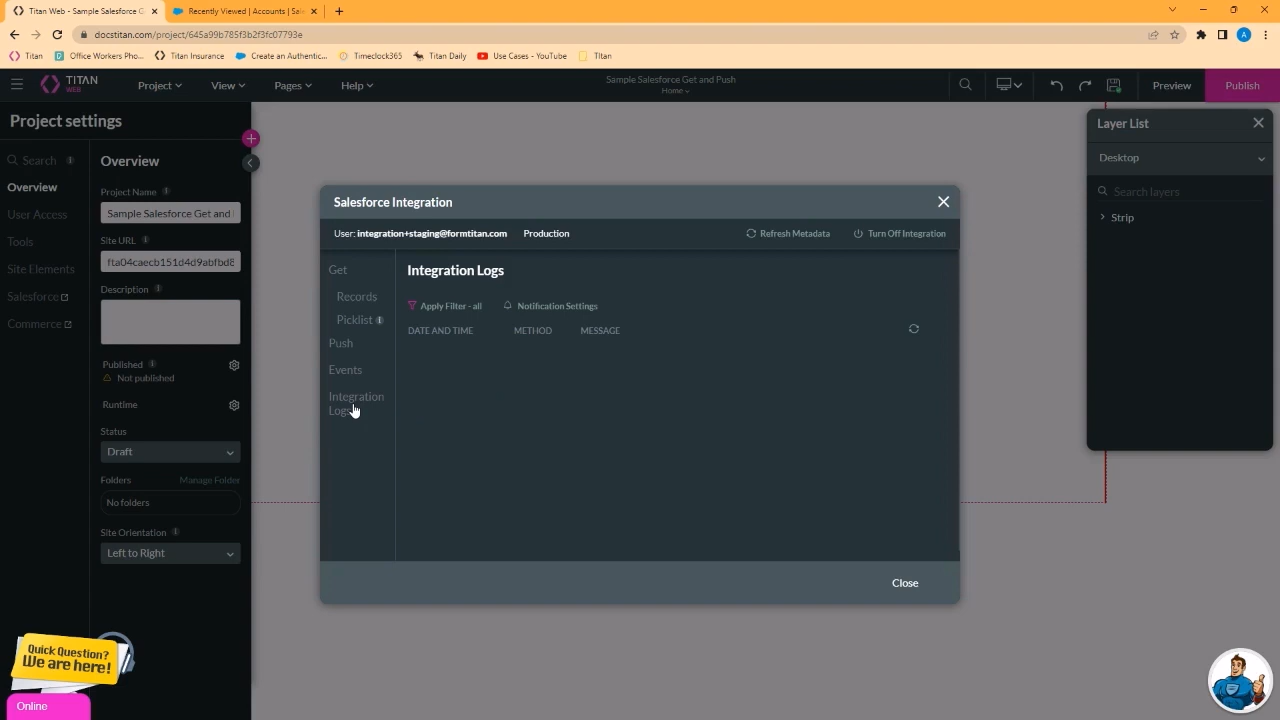 Titan Web - Sample Salesforce G
Recently Viewed | Accounts | Sale
docstitan.com/project/645a99b785f3b2f3fc07793e
A
Titan
Office Workers Pho...
Titan Insurance
Create an Authentic...
Timeclock365
Titan Daily
Use Cases - YouTube
Titan
TITAN
WEB
Project
View
Pages
Help
Sample Salesforce Get and Push
Home
Preview
Publish
Project settings
Search
Overview
User Access
Tools
Site Elements
Salesforce
Commerce
Overview
Project Name
Sample Salesforce Get and
Site URL
fta04caecb151d4d9abfbd8
Description
Published
Not published
Runtime
Status
Draft
Folders
Manage Folder
No folders
Site Orientation
Left to Right
Salesforce Integration
User: integration+staging@formtitan.com
Production
Refresh Metadata
Turn Off Integration
Get
Records
Picklist
Push
Events
Integration
Logs
Integration Logs
Apply Filter - all
Notification Settings
DATE AND TIME
METHOD
MESSAGE
Close
Layer List
Desktop
Search layers
Strip
Quick Question?
We are here!
Online